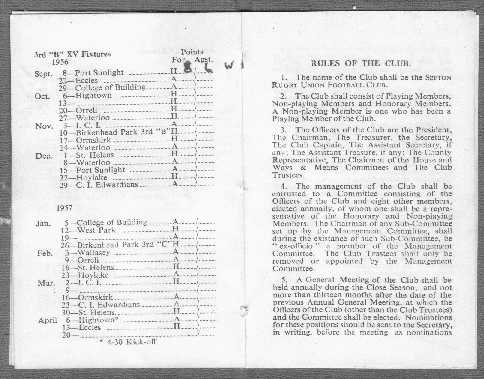 3rd "B" XV Fixtures
1956
Points
For Agst.
Sept. 8—Port Sunlight H 8 6 W
22—Eccles A
29—College of Building A
Oct. 6—Hightown H
13—
20—Orrell H
27—Waterloo H
Nov. 3—I. C. I. A
10—Birkenhead Park 3rd "B" H
17—Ormskirk H
24—Waterloo A
Dec. 1—St. Helens H
8—Waterloo A
15—Port Sunlight A
22—Hoylake A
29—C. I. Edwardians A
1957
Jan. 5—College of Building A
12—West Park H
19— A
26—Birkenhead Park 3rd "C" H
Feb. 3—Wallasey A
9—Orrell A
16—St. Helens H
23—Hoylake A
Mar. 2—I. C. I. H
9—
16—Ormskirk A
23—C. I. Edwardians A
30—St. Helens H
April 6—Hightown* A
13—Eccles H
20—
* 4-30 Kick-off
RULES OF THE CLUB.
1. The name of the Club shall be the SEFTON
RUGBY UNION FOOTBALL CLUB.
2. The Club shall consist of Playing Members,
Non-playing Members and Honorary Members.
A Non-playing Member is one who has been a
Playing Member of the Club.
3. The Officers of the Club are the President,
The Chairman, The Treasurer, the Secretary,
The Club Captain, The Assistant Secretary, if
any, The Assistant Treasurer, if any; The County
Representative, The Chairmen of the House and
Ways & Means Committees and The Club
Trustees.
4. The management of the Club shall be
entrusted to a Committee consisting of the
Officers of the Club and eight other members,
elected annually, of whom one shall be a repre-
sentative of the Honorary and Non-playing
Members. The Chairman of any Sub-Committee
set up by the Management Committee, shall
during the existence of such Sub-Committee, be
"ex-officio" a member of the Management
Committee. The Club Trustees shall only be
removed or appointed by the Management
Committee.
5. A General Meeting of the Club shall be
held annually during the Close Season, and not
more than thirteen months after the date of the
previous Annual General Meeting, at which the
Officers of the Club (other than the Club Trustees)
and the Committee shall be elected. Nominations
for these positions should be sent to the Secretary,
in writing, before the meeting, as nominations